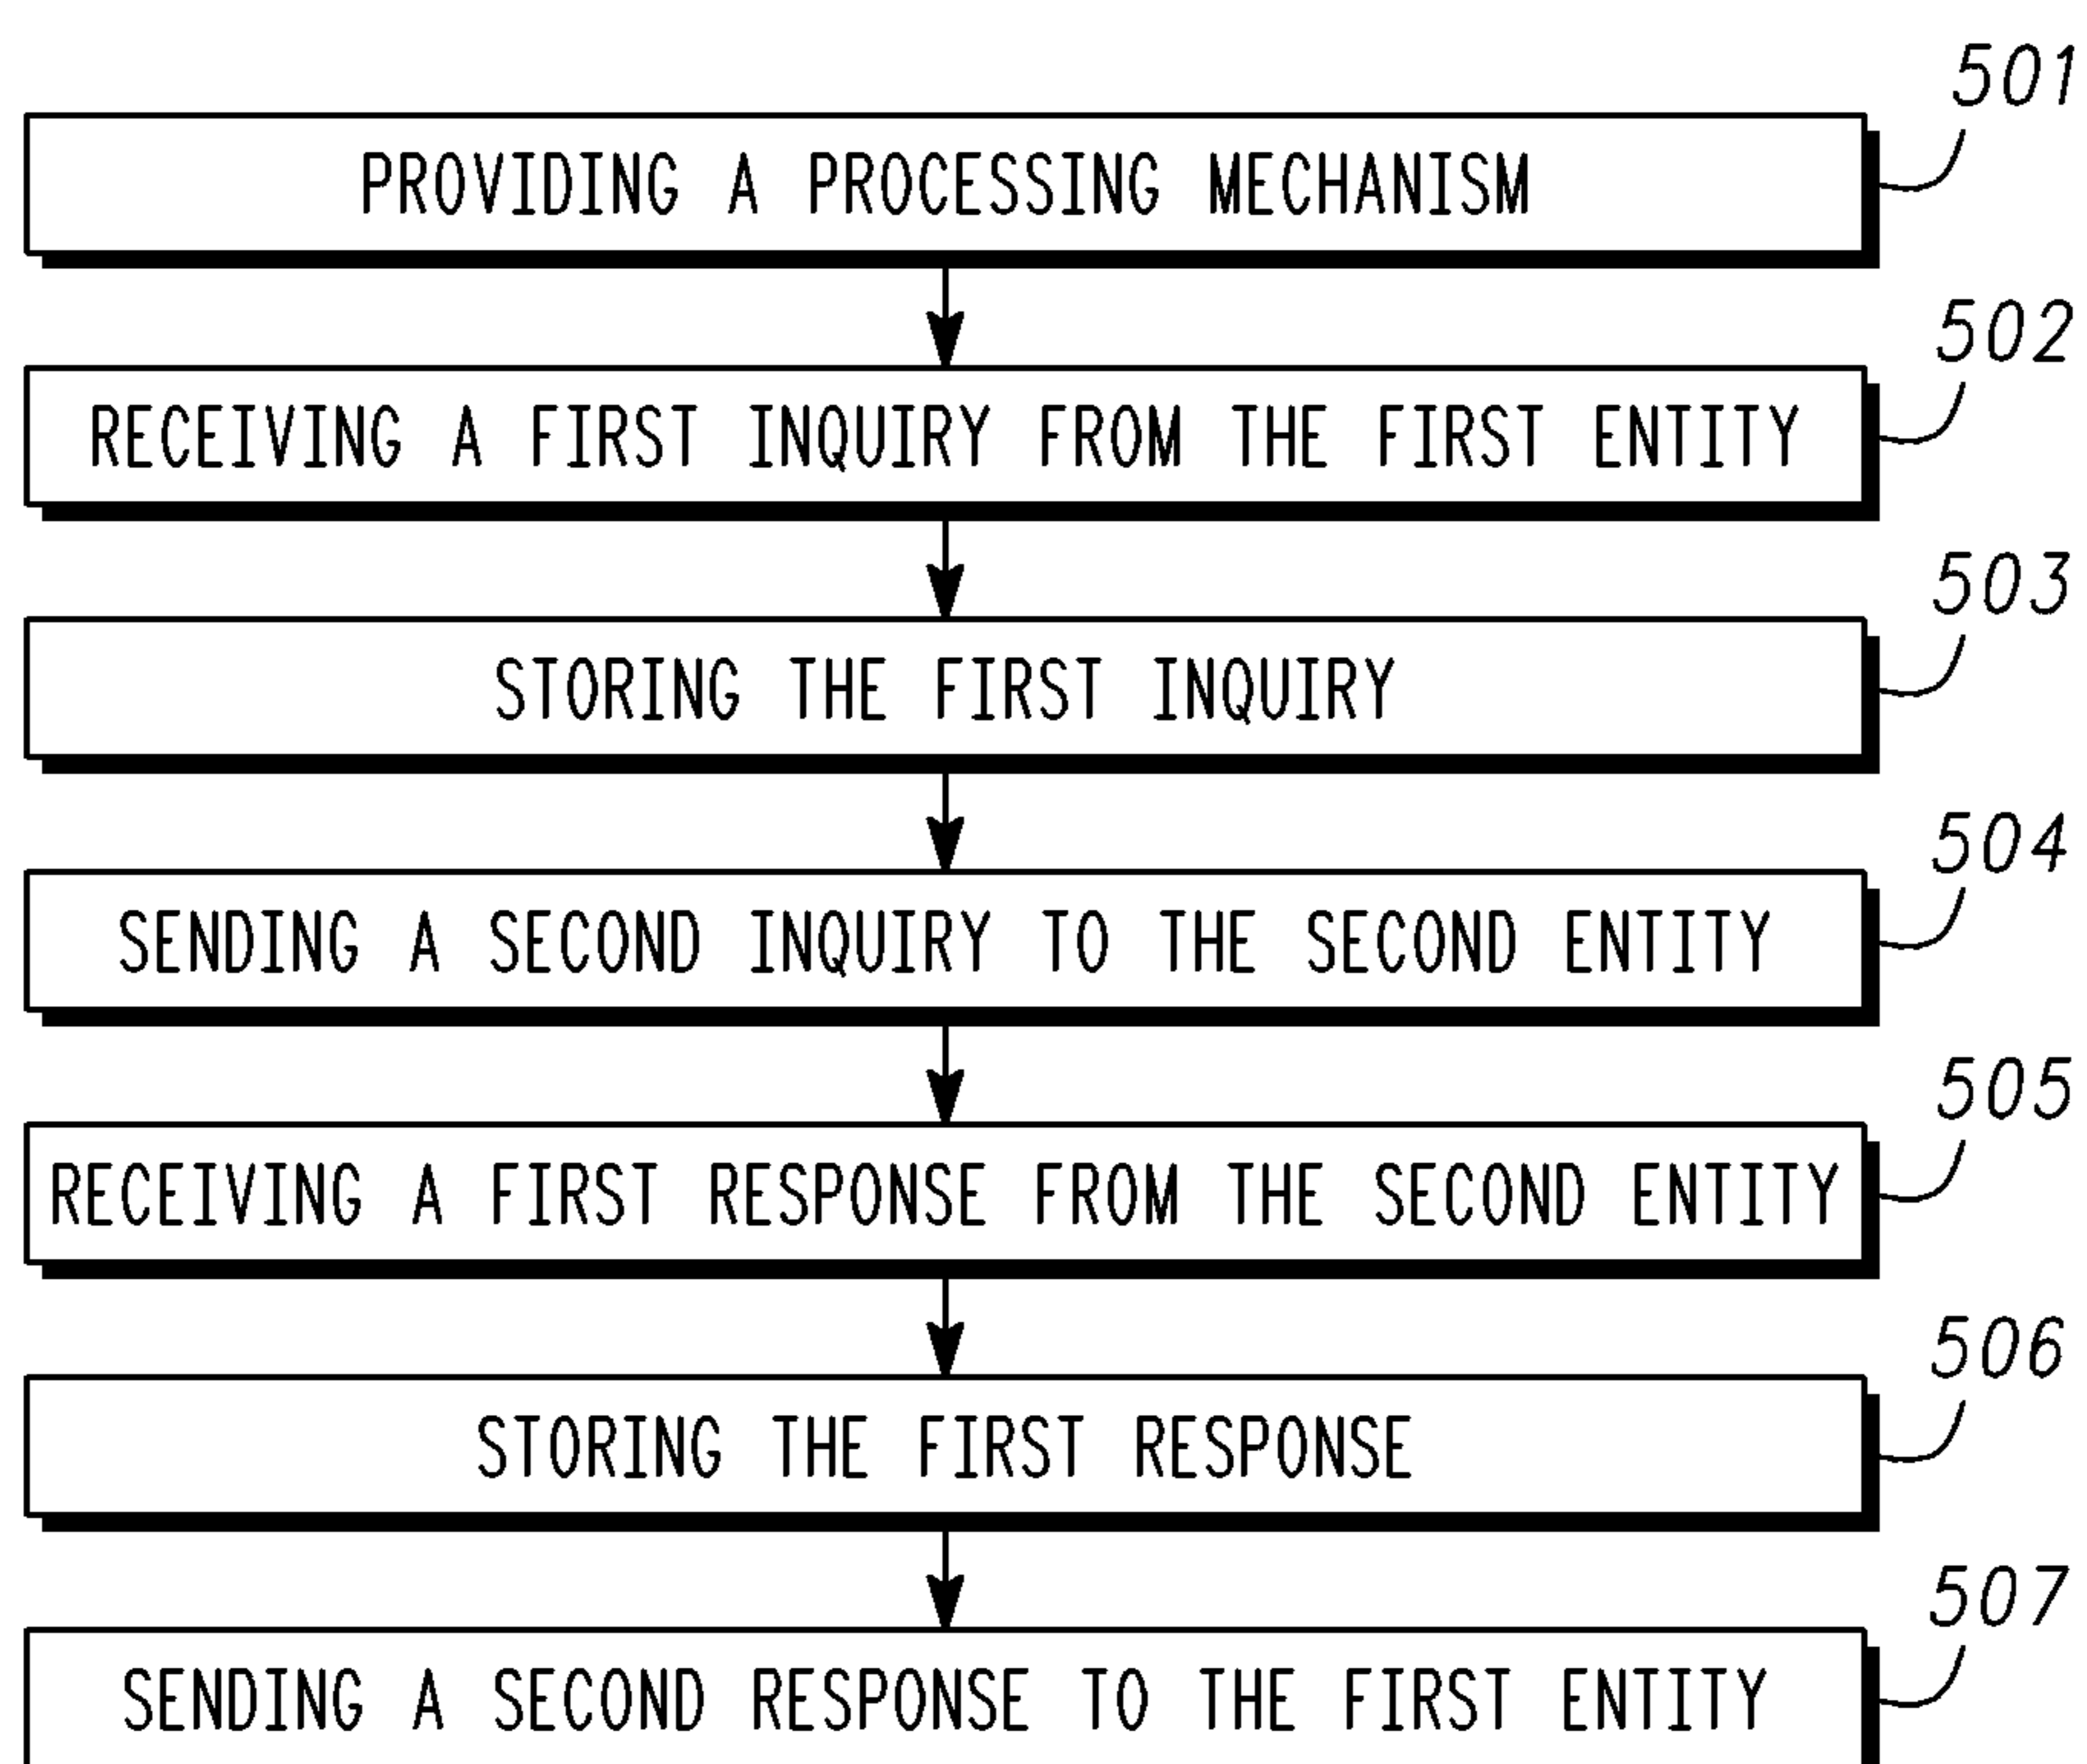 501
PROVIDING A PROCESSING MECHANISM
502
RECEIVING A FIRST INQUIRY FROM THE FIRST ENTITY
503
STORING THE FIRST INQUIRY
504
SENDING A SECOND INQUIRY TO THE SECOND ENTITY
505
RECEIVING A FIRST RESPONSE FROM THE SECOND ENTITY
506
STORING THE FIRST RESPONSE
507
SENDING A SECOND RESPONSE TO THE FIRST ENTITY